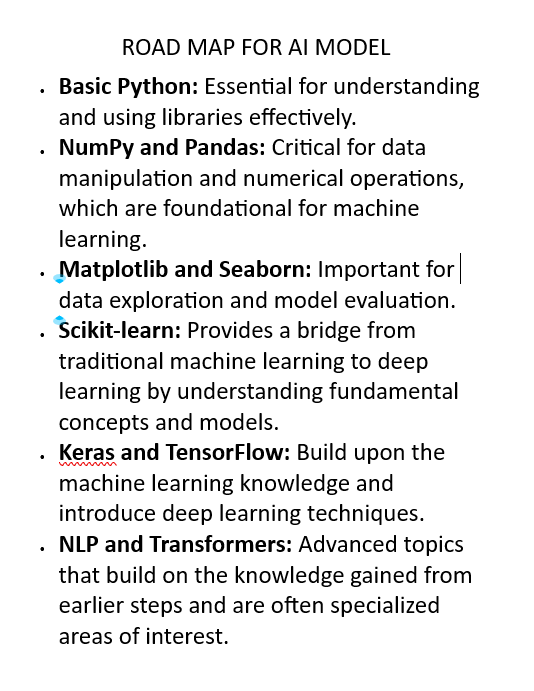 ROAD MAP FOR AI MODEL
• Basic Python: Essential for understanding
and using libraries effectively.
• NumPy and Pandas: Critical for data
manipulation and numerical operations,
which are foundational for machine
learning.
• Matplotlib and Seaborn: Important for
data exploration and model evaluation.
• Scikit-learn: Provides a bridge from
traditional machine learning to deep
learning by understanding fundamental
concepts and models.
• Keras and TensorFlow: Build upon the
machine learning knowledge and
introduce deep learning techniques.
• NLP and Transformers: Advanced topics
that build on the knowledge gained from
earlier steps and are often specialized
areas of interest.